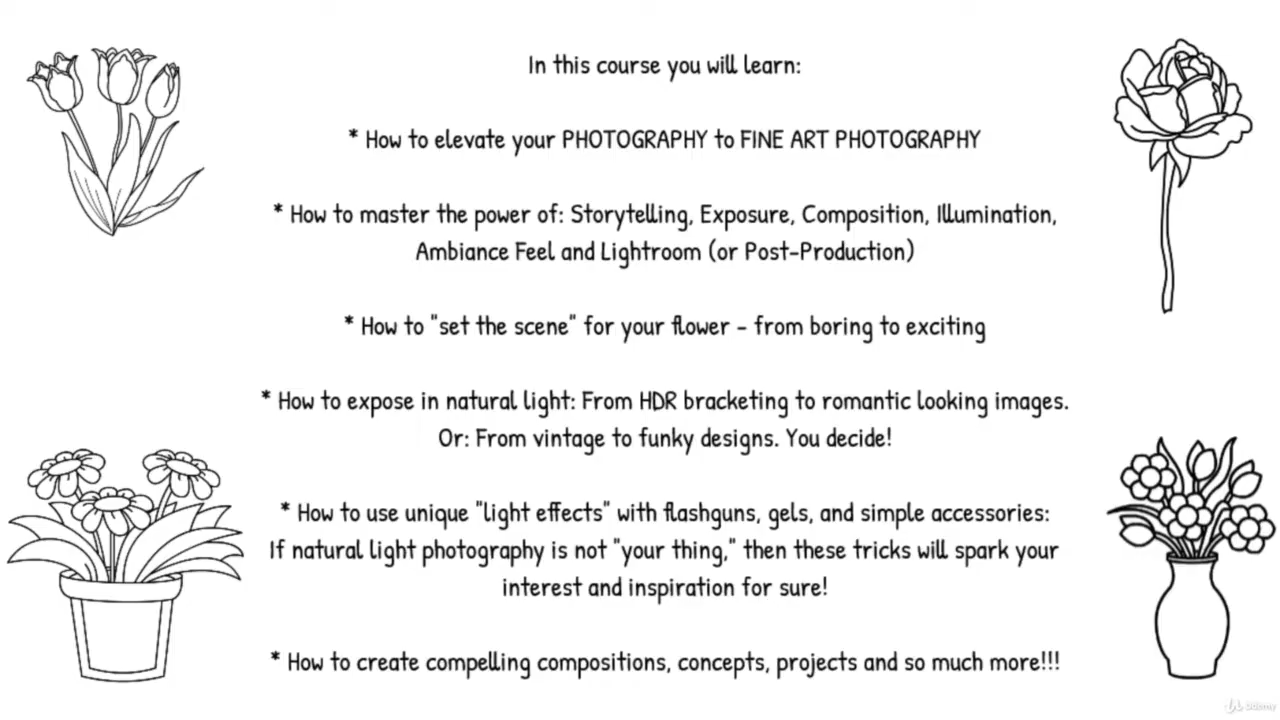 In this course you will learn:
* How to elevate your PHOTOGRAPHY to FINE ART PHOTOGRAPHY
* How to master the power of: Storytelling, Exposure, Composition, Illumination,
Ambiance Feel and Lightroom (or Post-Production)
* How to "set the scene" for your flower - from boring to exciting
* How to expose in natural light: From HDR bracketing to romantic looking images.
Or: From vintage to funky designs. You decide!
* How to use unique "light effects" with flashguns, gels, and simple accessories:
If natural light photography is not "your thing," then these tricks will spark your
interest and inspiration for sure!
* How to create compelling compositions, concepts, projects and so much more!!!
Udemy